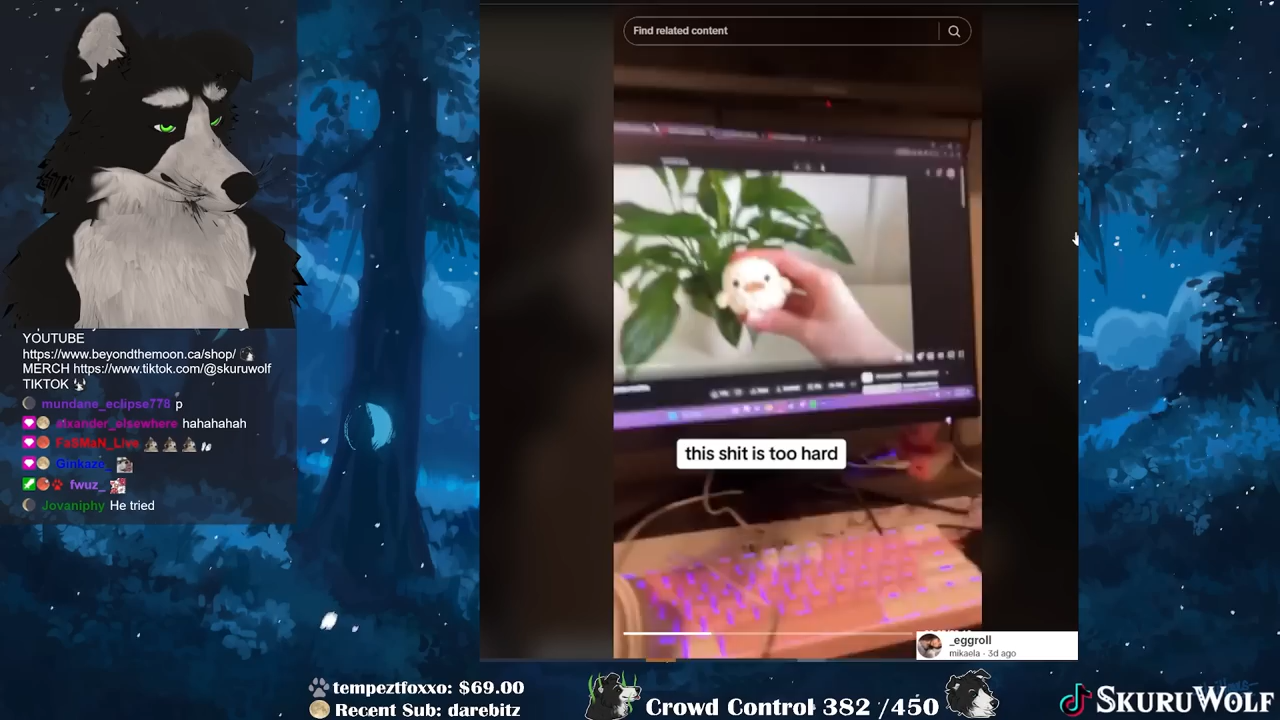 Find related content
YOUTUBE
https://www.beyondthemoon.ca/shop/
MERCH https://www.tiktok.com/@skuruwolf
TIKTOK
mundane_eclipse778 p
alxander_elsewhere hahahahah
FaSMaN_Live
Ginkaze_
fwuz_
Jovaniphy He tried
this shit is too hard
_eggroll
mikaela - 3d ago
tempeztfoxxo: $69.00
Recent Sub: darebitz
Crowd Control 382 /450
SKURUWOLF